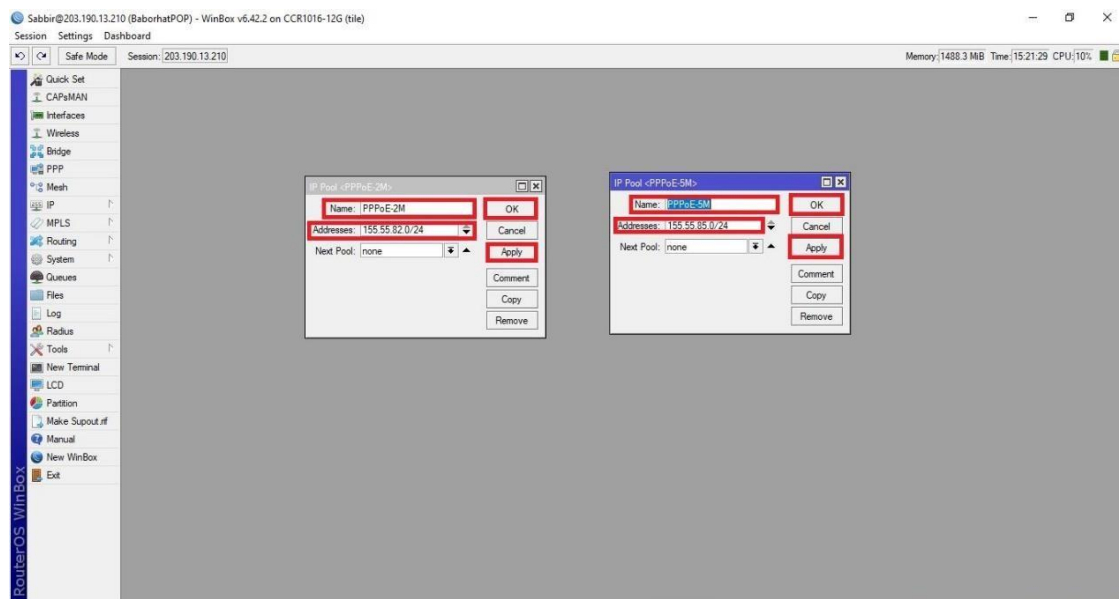 Sabbir@203.190.13.210 (BaborhatPOP) - WinBox v6.42.2 on CCR1016-12G (tile)
Session Settings Dashboard
Safe Mode Session: 203.190.13.210 Memory: 1488.3 MiB Time: 15:21:29 CPU: 10%
Quick Set
CAPsMAN
Interfaces
Wireless
Bridge
PPP
Mesh
IP
MPLS
Routing
System
Queues
Files
Log
Radius
Tools
New Terminal
LCD
Partition
Make Supout.rif
Manual
New WinBox
Exit
RouterOS WinBox
IP Pool <PPPoE-2M>
Name: PPPoE-2M OK
Addresses: 155.55.82.0/24 Cancel
Next Pool: none Apply
Comment
Copy
Remove
IP Pool <PPPoE-5M>
Name: PPPoE-5M OK
Addresses: 155.55.85.0/24 Cancel
Next Pool: none Apply
Comment
Copy
Remove